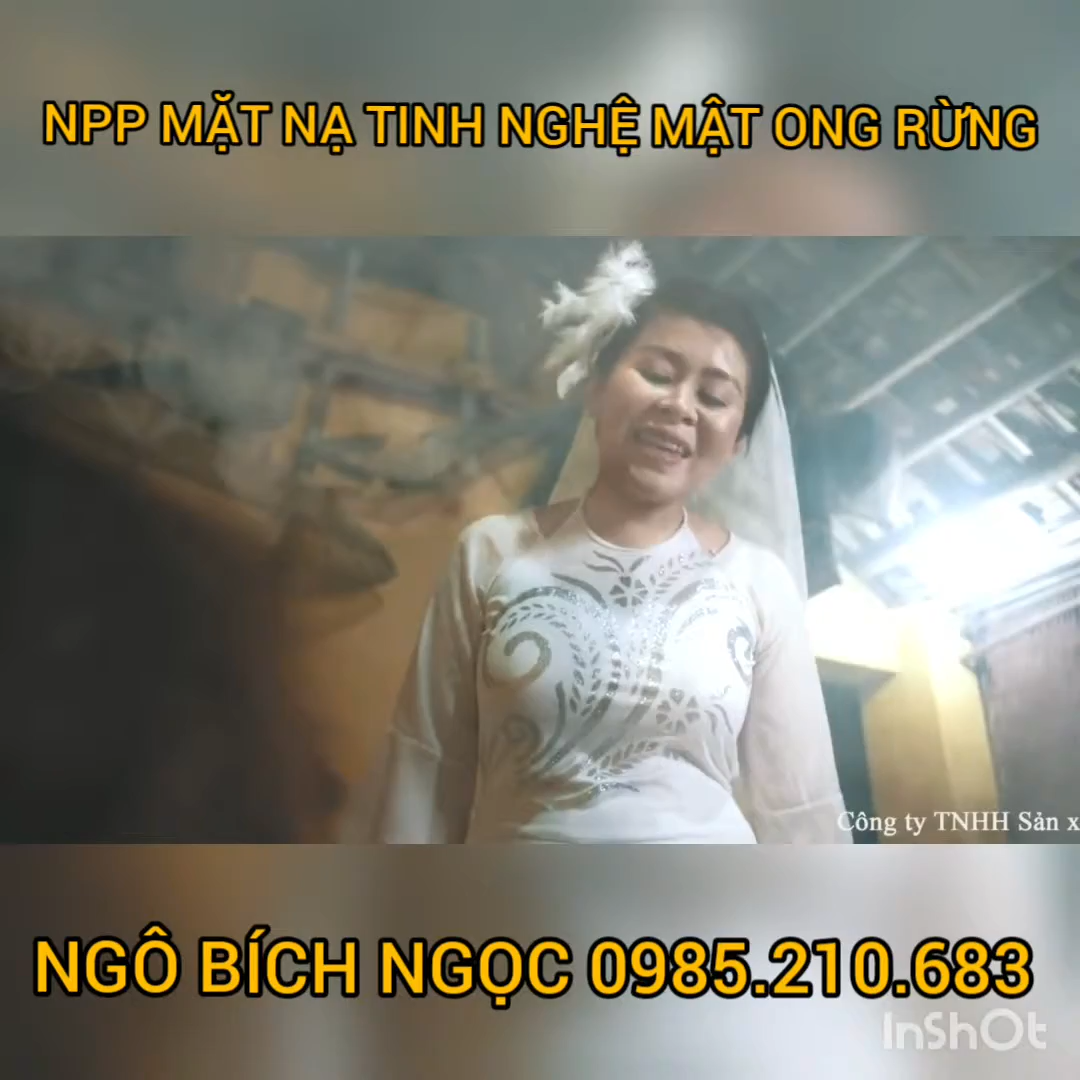 NPP MẶT NẠ TINH NGHỆ MẬT ONG RỪNG
Công ty TNHH Sản x
NGÔ BÍCH NGỌC 0985.210.683
InShOt